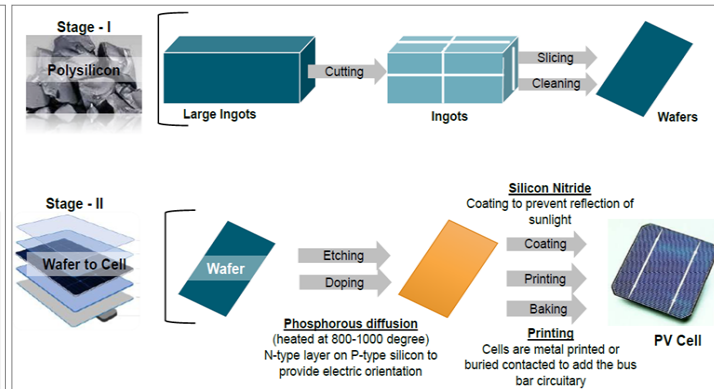 Stage - I
Polysilicon
Large Ingots
Cutting
Ingots
Slicing
Cleaning
Wafers
Stage - II
Wafer to Cell
Wafer
Etching
Doping
Phosphorous diffusion
(heated at 800-1000 degree)
N-type layer on P-type silicon to
provide electric orientation
Silicon Nitride
Coating to prevent reflection of
sunlight
Coating
Printing
Baking
Printing
Cells are metal printed or
buried contacted to add the bus
bar circuitary
PV Cell